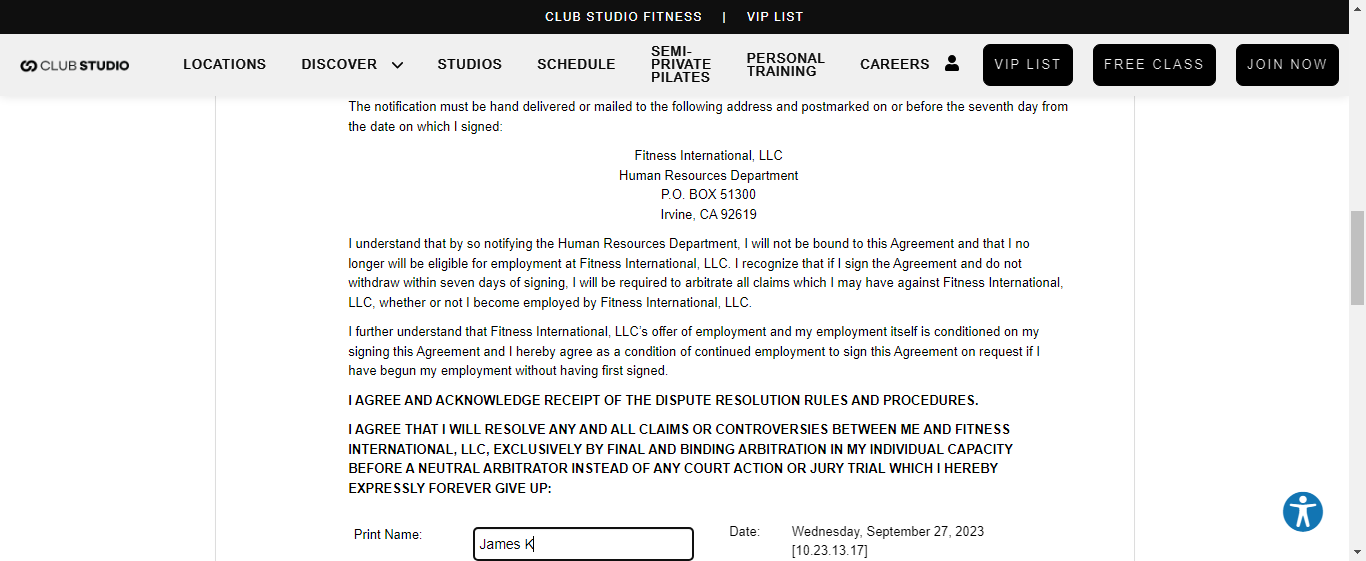 CLUB STUDIO FITNESS | VIP LIST
CLUB STUDIO
LOCATIONS
DISCOVER
STUDIOS
SCHEDULE
SEMI-
PRIVATE
PILATES
PERSONAL
TRAINING
CAREERS
VIP LIST
FREE CLASS
JOIN NOW
The notification must be hand delivered or mailed to the following address and postmarked on or before the seventh day from
the date on which I signed:
Fitness International, LLC
Human Resources Department
P.O. BOX 51300
Irvine, CA 92619
I understand that by so notifying the Human Resources Department, I will not be bound to this Agreement and that I no
longer will be eligible for employment at Fitness International, LLC. I recognize that if I sign the Agreement and do not
withdraw within seven days of signing, I will be required to arbitrate all claims which I may have against Fitness International,
LLC, whether or not I become employed by Fitness International, LLC.
I further understand that Fitness International, LLC’s offer of employment and my employment itself is conditioned on my
signing this Agreement and I hereby agree as a condition of continued employment to sign this Agreement on request if I
have begun my employment without having first signed.
I AGREE AND ACKNOWLEDGE RECEIPT OF THE DISPUTE RESOLUTION RULES AND PROCEDURES.
I AGREE THAT I WILL RESOLVE ANY AND ALL CLAIMS OR CONTROVERSIES BETWEEN ME AND FITNESS
INTERNATIONAL, LLC, EXCLUSIVELY BY FINAL AND BINDING ARBITRATION IN MY INDIVIDUAL CAPACITY
BEFORE A NEUTRAL ARBITRATOR INSTEAD OF ANY COURT ACTION OR JURY TRIAL WHICH I HEREBY
EXPRESSLY FOREVER GIVE UP:
Print Name:
James K
Date:
Wednesday, September 27, 2023
[10.23.13.17]